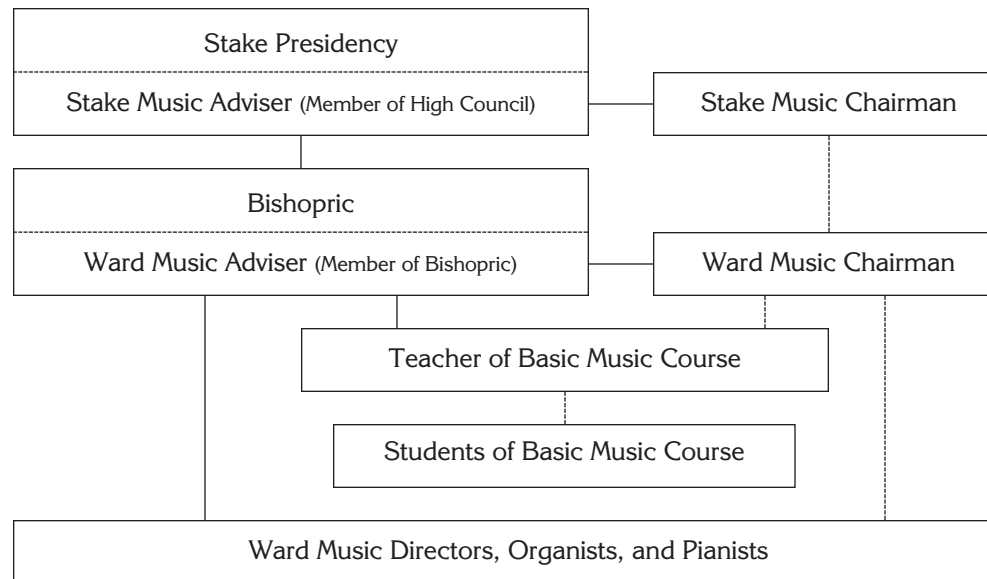 Stake Presidency
Stake Music Adviser (Member of High Council)
Stake Music Chairman
Bishopric
Ward Music Adviser (Member of Bishopric)
Ward Music Chairman
Teacher of Basic Music Course
Students of Basic Music Course
Ward Music Directors, Organists, and Pianists